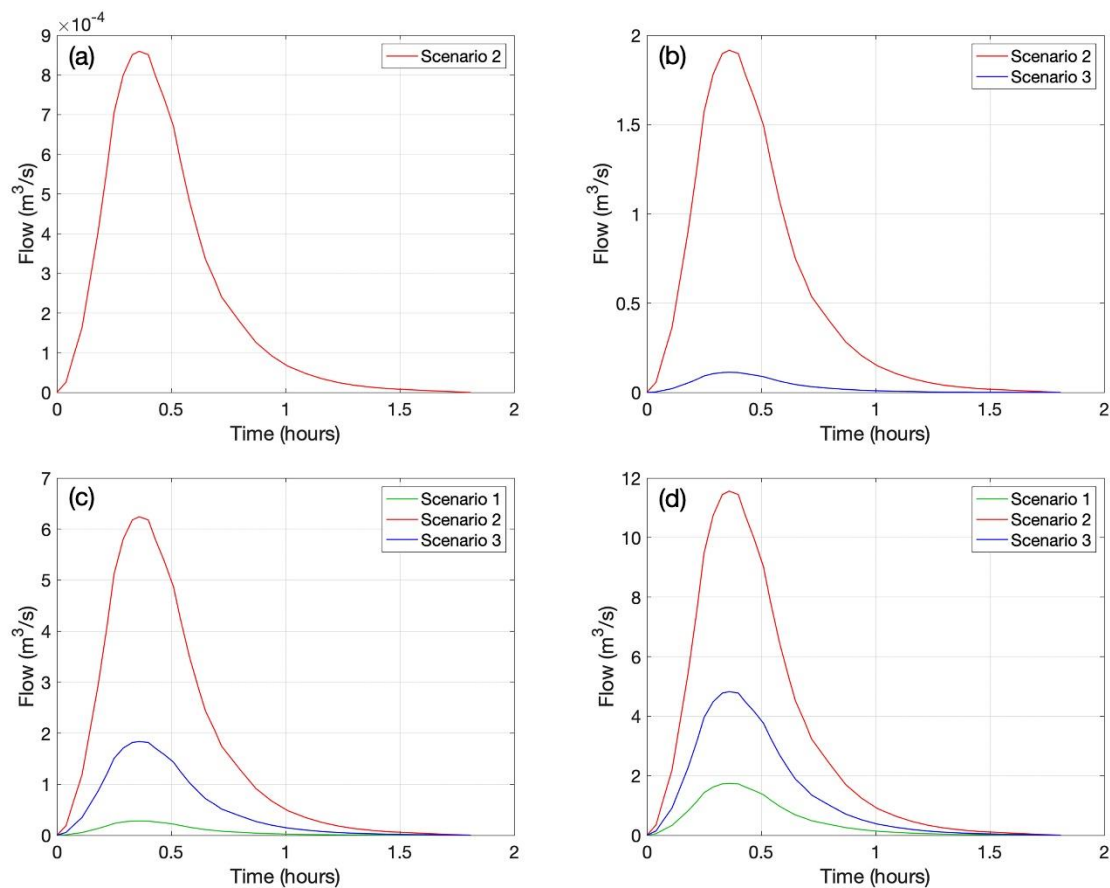 ×10⁻⁴
(a)
Scenario 2
9
8
7
6
5
4
3
2
1
0
Flow (m³/s)
0 0.5 1 1.5 2
Time (hours)
(b)
Scenario 2
Scenario 3
2
1.5
1
0.5
0
Flow (m³/s)
0 0.5 1 1.5 2
Time (hours)
(c)
Scenario 1
Scenario 2
Scenario 3
7
6
5
4
3
2
1
0
Flow (m³/s)
0 0.5 1 1.5 2
Time (hours)
(d)
Scenario 1
Scenario 2
Scenario 3
12
10
8
6
4
2
0
Flow (m³/s)
0 0.5 1 1.5 2
Time (hours)